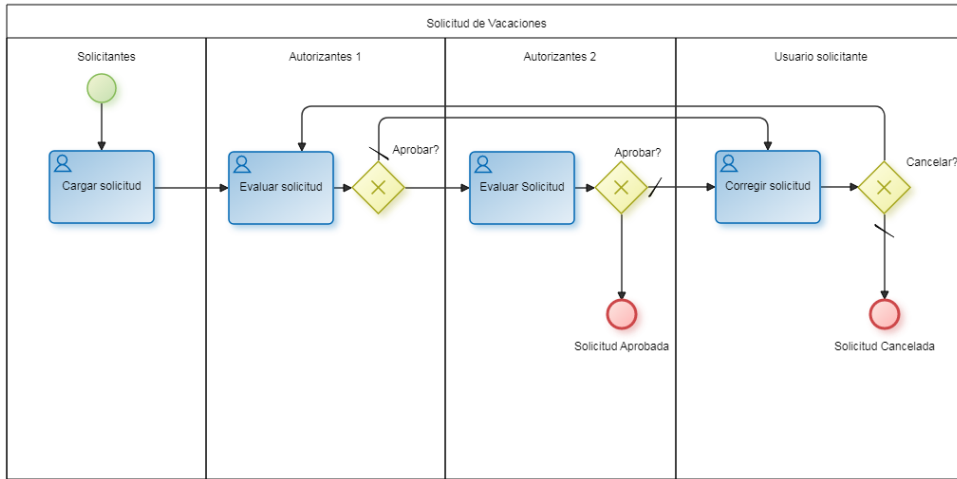 Solicitud de Vacaciones
Solicitantes
Autorizantes 1
Autorizantes 2
Usuario solicitante
Aprobar?
Aprobar?
Cancelar?
Cargar solicitud
Evaluar solicitud
Evaluar Solicitud
Corregir solicitud
Solicitud Aprobada
Solicitud Cancelada